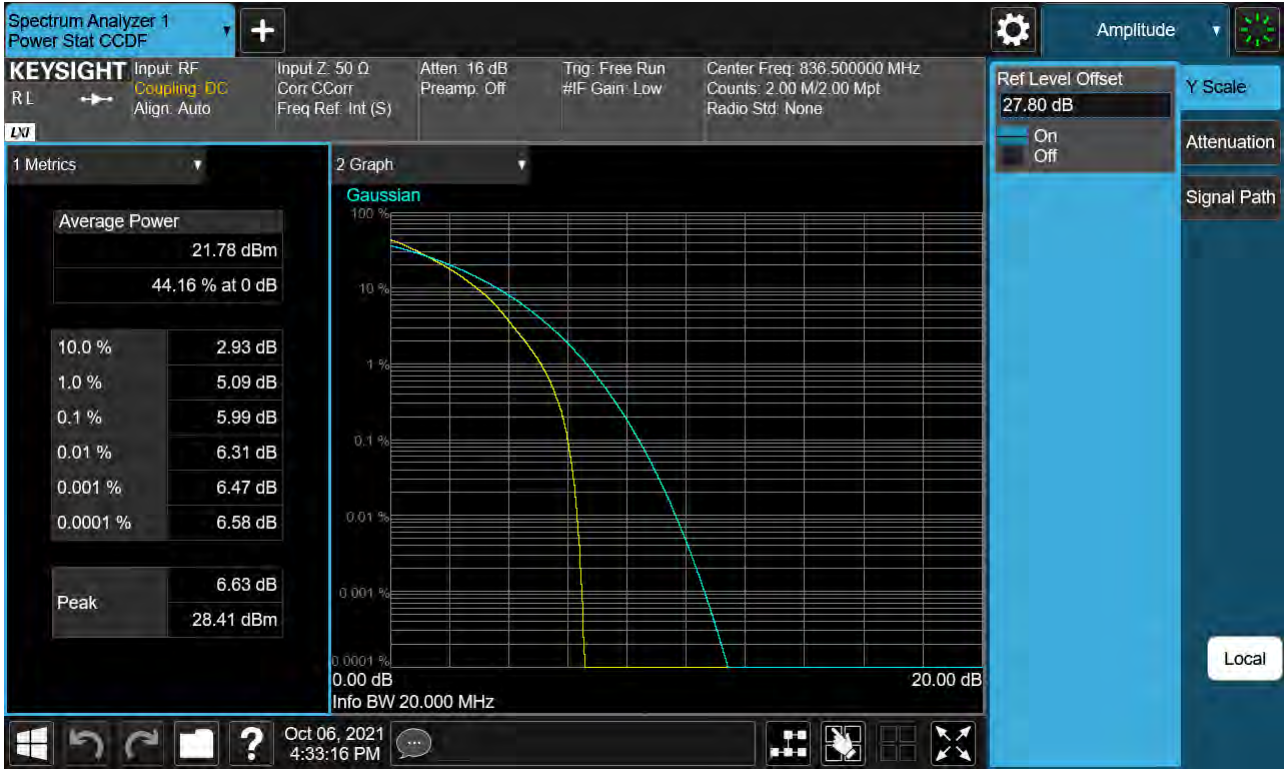 Spectrum Analyzer 1
Power Stat CCDF
+
Amplitude
KEYSIGHT
RL
LXI
Input: RF
Coupling: DC
Align: Auto
Input Z: 50 Ω
Corr CCorr
Freq Ref: Int (S)
Atten: 16 dB
Preamp: Off
Trig: Free Run
#IF Gain: Low
Center Freq: 836.500000 MHz
Counts: 2.00 M/2.00 Mpt
Radio Std: None
Ref Level Offset
27.80 dB
On
Off
Y Scale
Attenuation
Signal Path
Local
1 Metrics
Average Power
21.78 dBm
44.16 % at 0 dB
10.0 % 2.93 dB
1.0 % 5.09 dB
0.1 % 5.99 dB
0.01 % 6.31 dB
0.001 % 6.47 dB
0.0001 % 6.58 dB
Peak
6.63 dB
28.41 dBm
2 Graph
Gaussian
100 %
10 %
1 %
0.1 %
0.01 %
0.001 %
0.0001 %
0.00 dB 20.00 dB
Info BW 20.000 MHz
?
Oct 06, 2021
4:33:16 PM